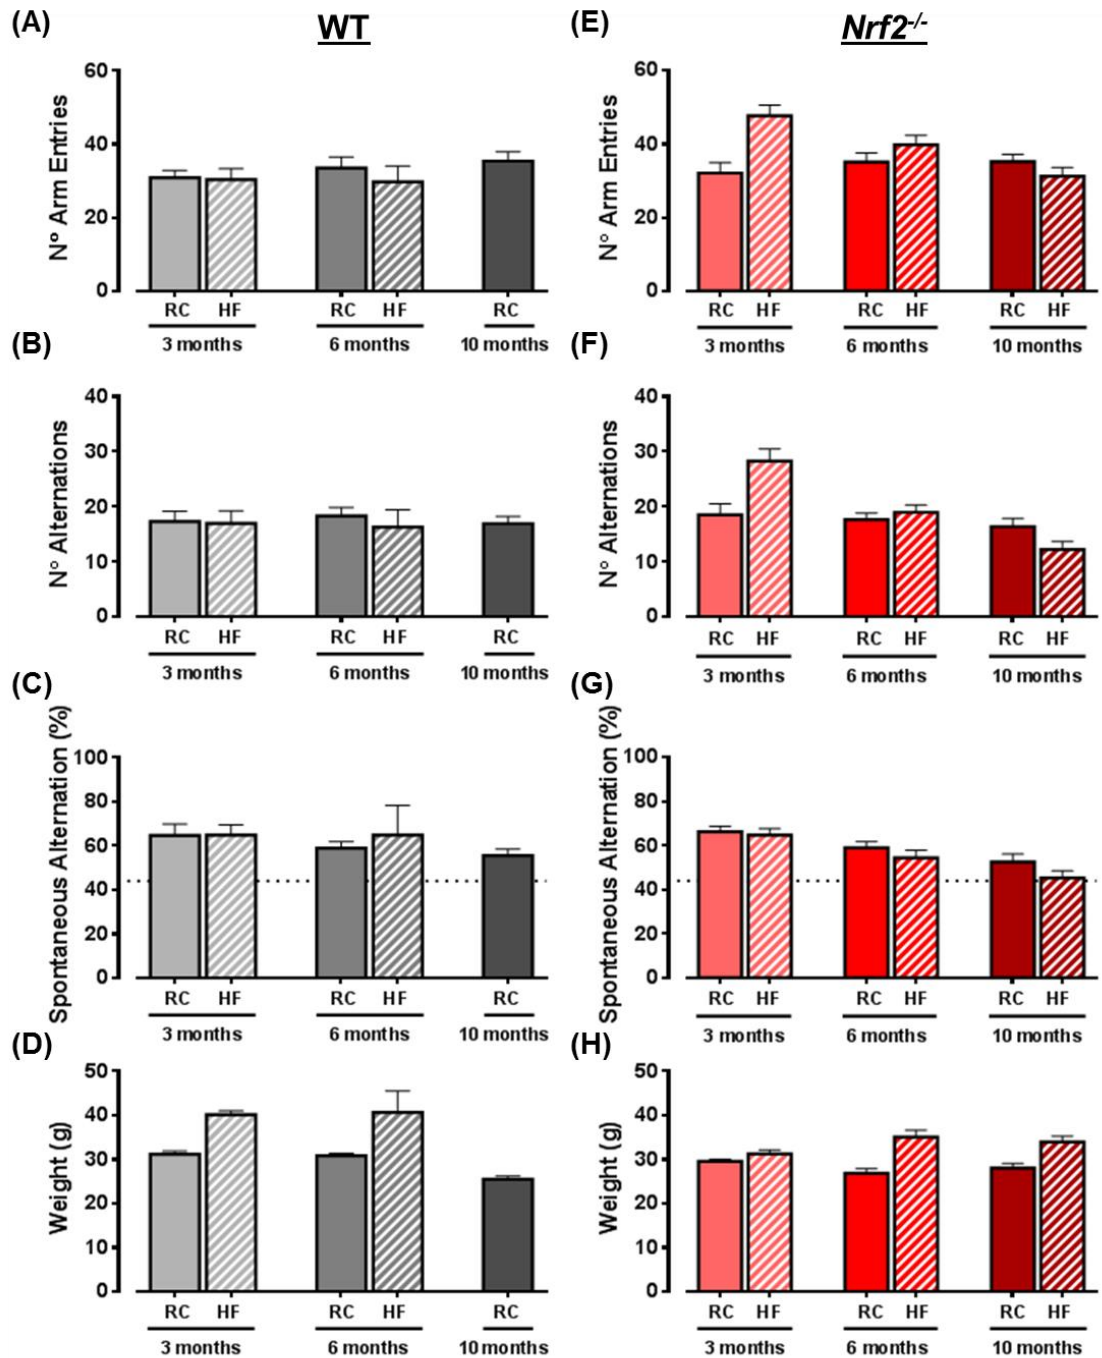 (A) WT
N° Arm Entries
60
40
20
0
RC HF RC HF RC
3 months 6 months 10 months
(E) Nrf2-/-
N° Arm Entries
60
40
20
0
RC HF RC HF RC HF
3 months 6 months 10 months
(B)
N° Alternations
40
30
20
10
0
RC HF RC HF RC
3 months 6 months 10 months
(F)
N° Alternations
40
30
20
10
0
RC HF RC HF RC HF
3 months 6 months 10 months
(C)
Spontaneous Alternation (%)
100
80
60
40
20
0
RC HF RC HF RC
3 months 6 months 10 months
(G)
Spontaneous Alternation (%)
100
80
60
40
20
0
RC HF RC HF RC HF
3 months 6 months 10 months
(D)
Weight (g)
50
40
30
20
10
0
RC HF RC HF RC
3 months 6 months 10 months
(H)
Weight (g)
50
40
30
20
10
0
RC HF RC HF RC HF
3 months 6 months 10 months